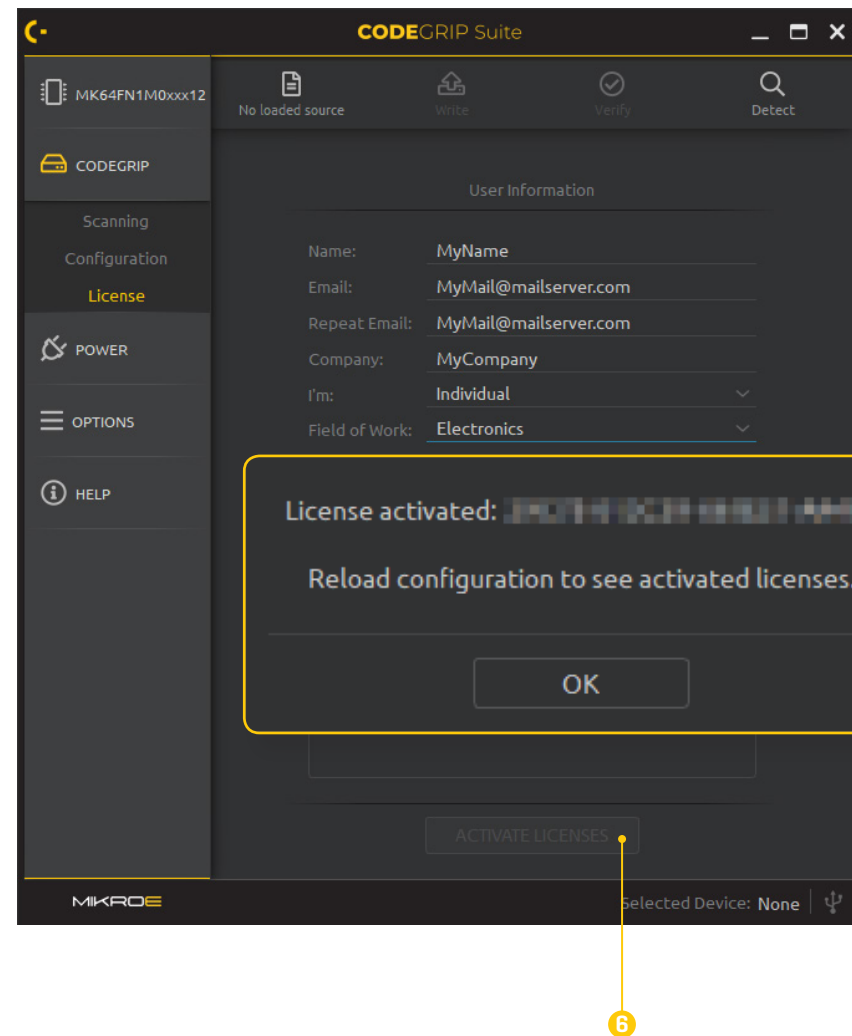 CODEGRIP Suite
MK64FN1M0xxx12
No loaded source
Write
Verify
Detect
CODEGRIP
Scanning
Configuration
License
POWER
OPTIONS
HELP
User Information
Name: MyName
Email: MyMail@mailserver.com
Repeat Email: MyMail@mailserver.com
Company: MyCompany
I'm: Individual
Field of Work: Electronics
License activated:
Reload configuration to see activated licenses.
OK
ACTIVATE LICENSES
MIKROE
Selected Device: None
6